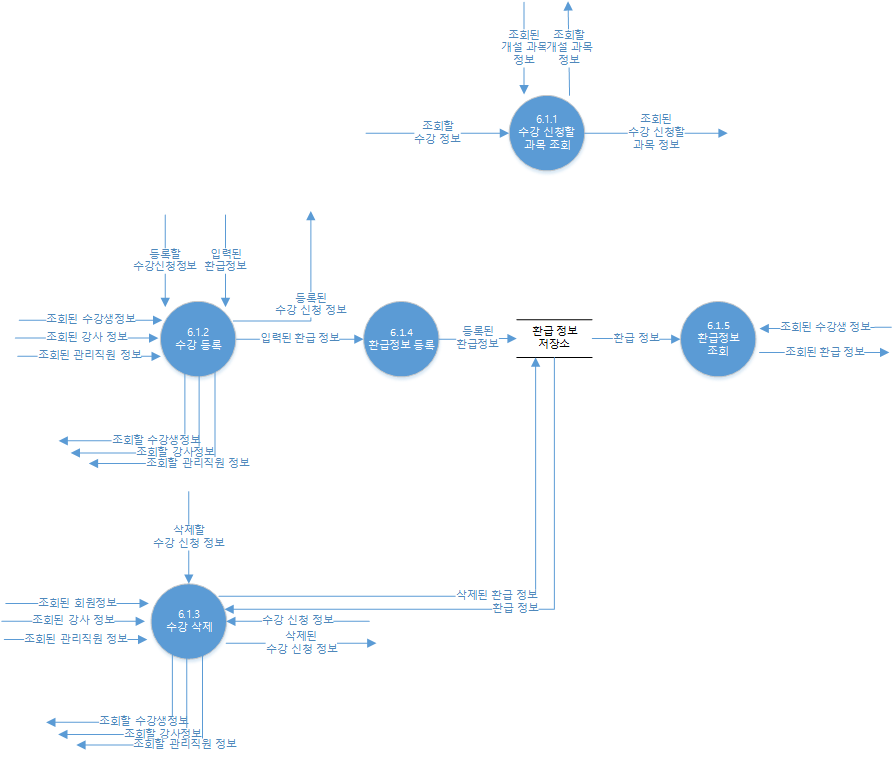 조회된
개설 과목
정보
조회할
개설 과목
정보
조회할
수강 정보
6.1.1
수강 신청할
과목 조회
조회된
수강 신청할
과목 정보
등록할
수강신청정보
입력된
환급정보
등록된
수강 신청 정보
조회된 수강생정보
조회된 강사 정보
조회된 관리직원 정보
6.1.2
수강 등록
입력된 환급 정보
6.1.4
환급정보 등록
등록된
환급정보
환급 정보
저장소
환급 정보
6.1.5
환급정보
조회
조회된 수강생 정보
조회된 환급 정보
조회할 수강생정보
조회할 강사정보
조회할 관리직원 정보
삭제할
수강 신청 정보
조회된 회원정보
조회된 강사 정보
조회된 관리직원 정보
6.1.3
수강 삭제
삭제된 환급 정보
환급 정보
수강 신청 정보
삭제된
수강 신청 정보
조회할 수강생정보
조회할 강사정보
조회할 관리직원 정보